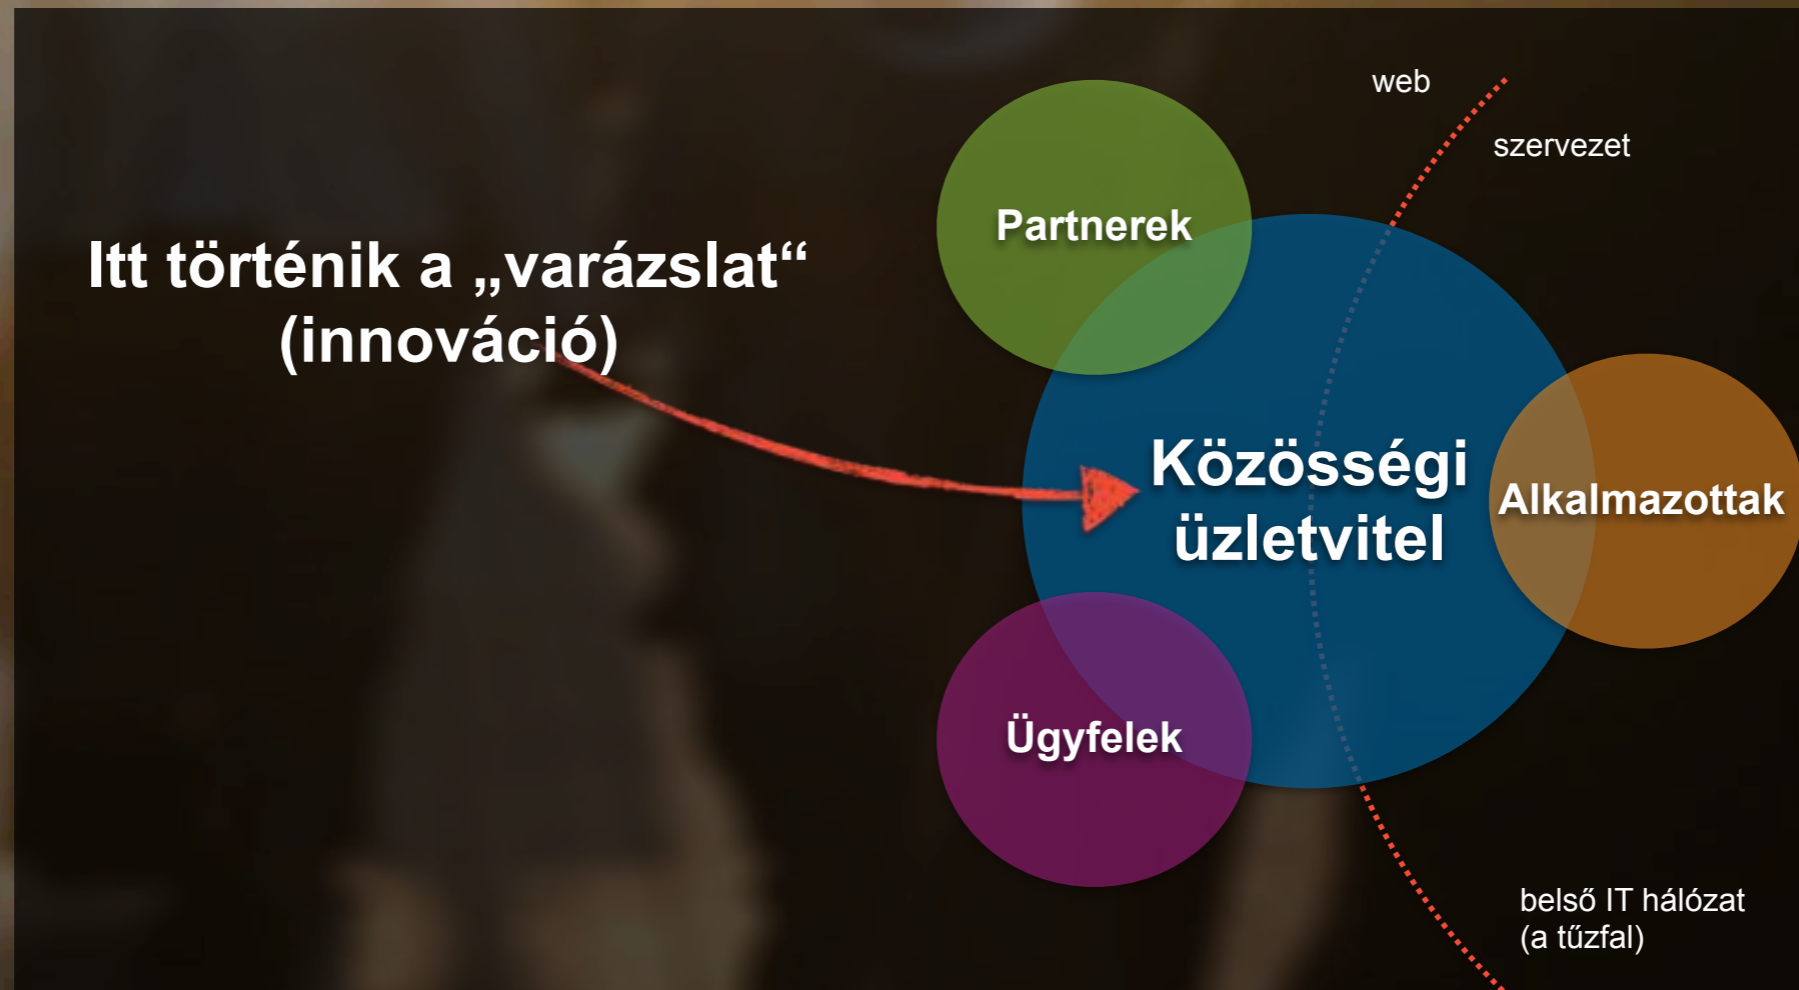 web
szervezet
Partnerek
Itt történik a „varázslat“
(innováció)
Közösségi
üzletvitel
Alkalmazottak
Ügyfelek
belső IT hálózat
(a tűzfal)